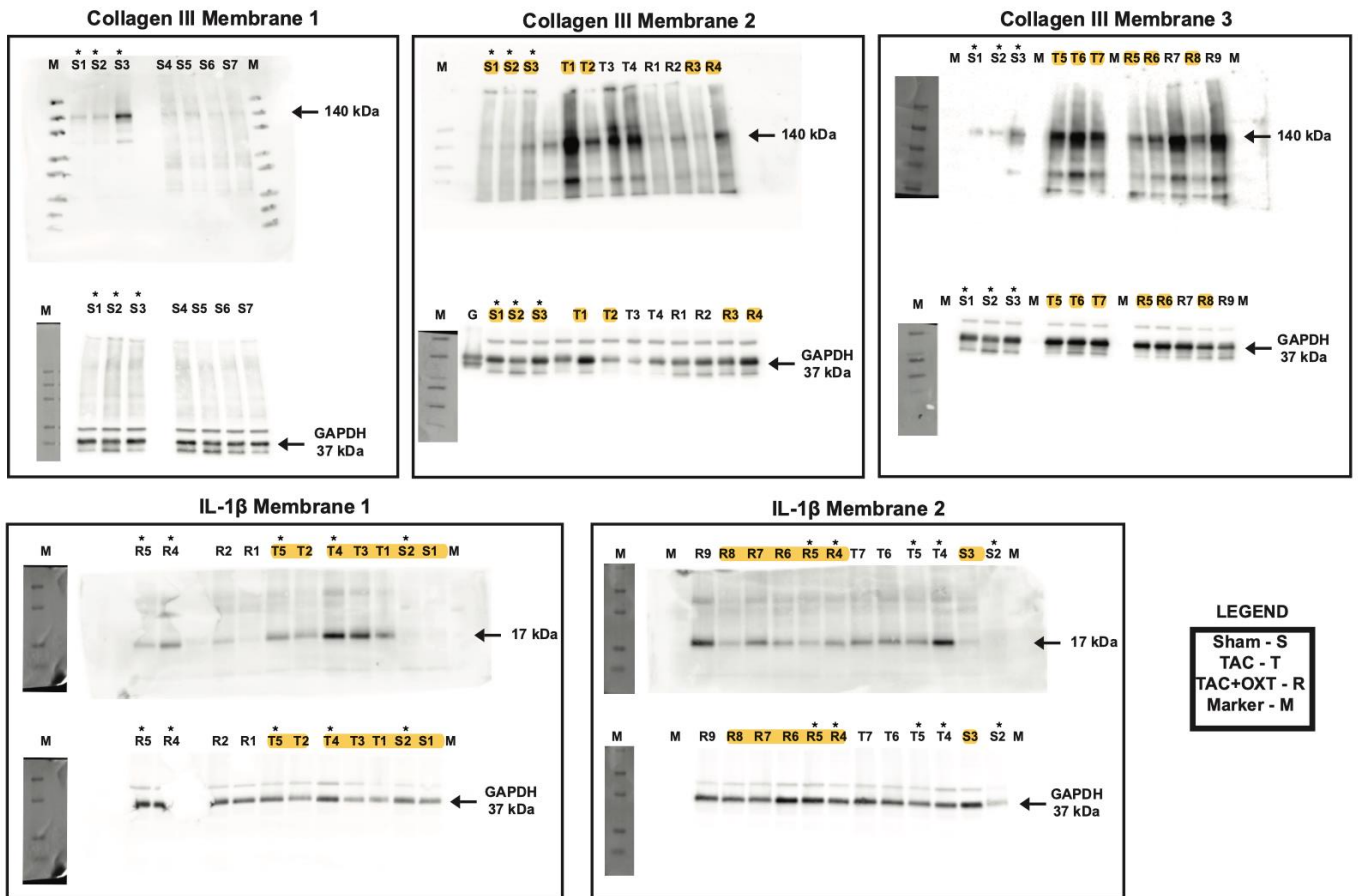 Collagen III Membrane 1
* * *
M S1 S2 S3 S4 S5 S6 S7 M
140 kDa
* * *
M S1 S2 S3 S4 S5 S6 S7
GAPDH
37 kDa
Collagen III Membrane 2
* * *
M S1 S2 S3 T1 T2 T3 T4 R1 R2 R3 R4
140 kDa
* * *
M G S1 S2 S3 T1 T2 T3 T4 R1 R2 R3 R4
GAPDH
37 kDa
Collagen III Membrane 3
* * *
M S1 S2 S3 M T5 T6 T7 M R5 R6 R7 R8 R9 M
140 kDa
* * *
M M S1 S2 S3 M T5 T6 T7 M R5 R6 R7 R8 R9 M
GAPDH
37 kDa
IL-1β Membrane 1
* * * * *
M R5 R4 R2 R1 T5 T2 T4 T3 T1 S2 S1 M
17 kDa
* * * * *
M R5 R4 R2 R1 T5 T2 T4 T3 T1 S2 S1 M
GAPDH
37 kDa
IL-1β Membrane 2
* * * * *
M M R9 R8 R7 R6 R5 R4 T7 T6 T5 T4 S3 S2 M
17 kDa
* * * * *
M M R9 R8 R7 R6 R5 R4 T7 T6 T5 T4 S3 S2 M
GAPDH
37 kDa
LEGEND
Sham - S
TAC - T
TAC+OXT - R
Marker - M